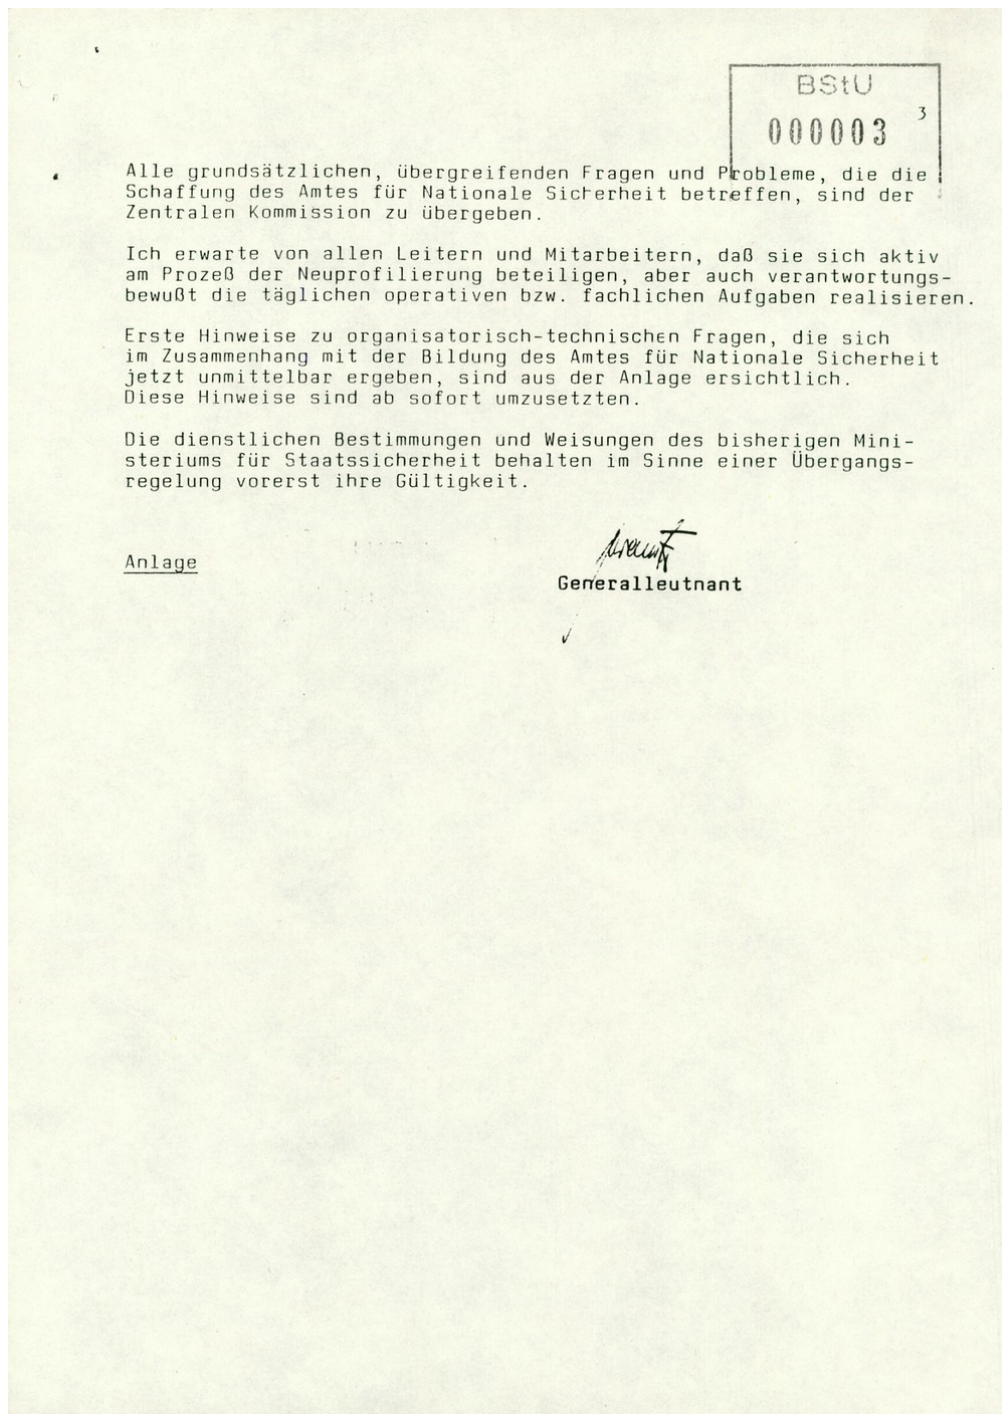 BStU
000003
3
Alle grundsätzlichen, übergreifenden Fragen und Probleme, die die
Schaffung des Amtes für Nationale Sicherheit betreffen, sind der
Zentralen Kommission zu übergeben.
Ich erwarte von allen Leitern und Mitarbeitern, daß sie sich aktiv
am Prozeß der Neuprofilierung beteiligen, aber auch verantwortungs-
bewußt die täglichen operativen bzw. fachlichen Aufgaben realisieren.
Erste Hinweise zu organisatorisch-technischen Fragen, die sich
im Zusammenhang mit der Bildung des Amtes für Nationale Sicherheit
jetzt unmittelbar ergeben, sind aus der Anlage ersichtlich.
Diese Hinweise sind ab sofort umzusetzten.
Die dienstlichen Bestimmungen und Weisungen des bisherigen Mini-
steriums für Staatssicherheit behalten im Sinne einer Übergangs-
regelung vorerst ihre Gültigkeit.
Anlage
Generalleutnant